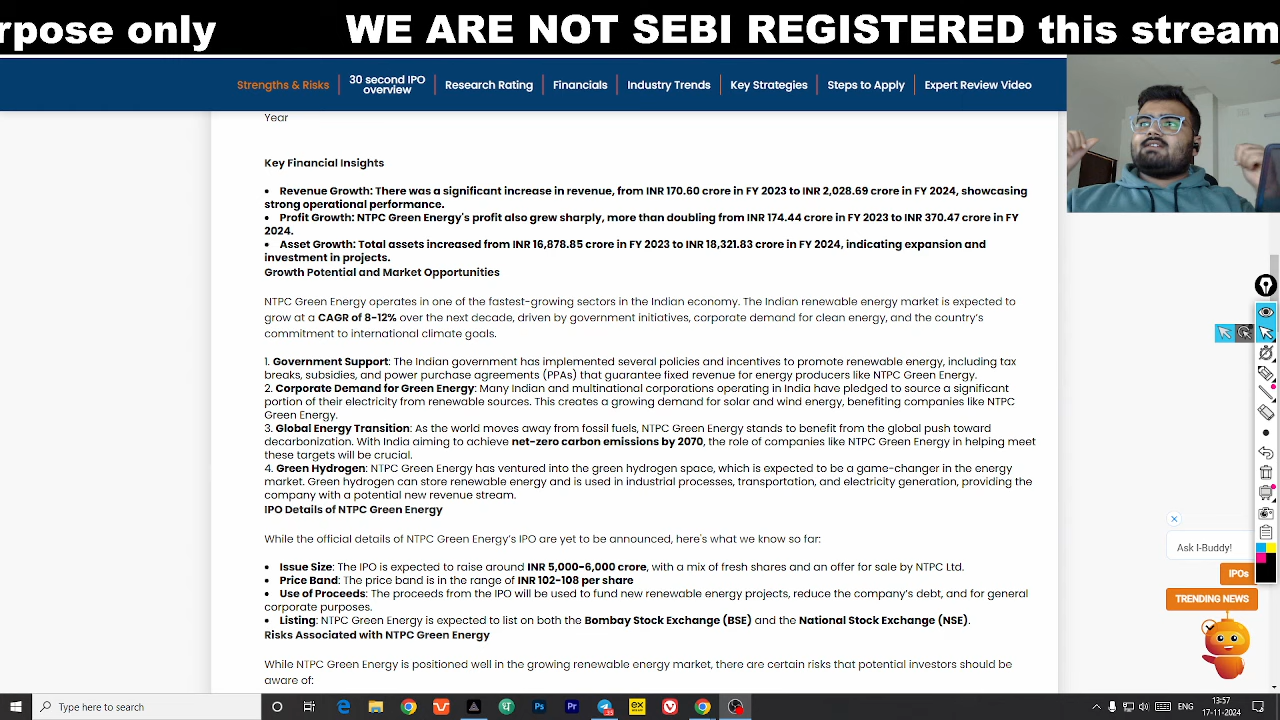 rpose only WE ARE NOT SEBI REGISTERED this stream
Strengths & Risks
30 second IPO
overview
Research Rating
Financials
Industry Trends
Key Strategies
Steps to Apply
Expert Review Video
Year
Key Financial Insights
• Revenue Growth: There was a significant increase in revenue, from INR 170.60 crore in FY 2023 to INR 2,028.69 crore in FY 2024, showcasing
strong operational performance.
• Profit Growth: NTPC Green Energy's profit also grew sharply, more than doubling from INR 174.44 crore in FY 2023 to INR 370.47 crore in FY
2024.
• Asset Growth: Total assets increased from INR 16,878.85 crore in FY 2023 to INR 18,321.83 crore in FY 2024, indicating expansion and
investment in projects.
Growth Potential and Market Opportunities
NTPC Green Energy operates in one of the fastest-growing sectors in the Indian economy. The Indian renewable energy market is expected to
grow at a CAGR of 8-12% over the next decade, driven by government initiatives, corporate demand for clean energy, and the country's
commitment to international climate goals.
1. Government Support: The Indian government has implemented several policies and incentives to promote renewable energy, including tax
breaks, subsidies, and power purchase agreements (PPAs) that guarantee fixed revenue for energy producers like NTPC Green Energy.
2. Corporate Demand for Green Energy: Many Indian and multinational corporations operating in India have pledged to source a significant
portion of their electricity from renewable sources. This creates a growing demand for solar and wind energy, benefiting companies like NTPC
Green Energy.
3. Global Energy Transition: As the world moves away from fossil fuels, NTPC Green Energy stands to benefit from the global push toward
decarbonization. With India aiming to achieve net-zero carbon emissions by 2070, the role of companies like NTPC Green Energy in helping meet
these targets will be crucial.
4. Green Hydrogen: NTPC Green Energy has ventured into the green hydrogen space, which is expected to be a game-changer in the energy
market. Green hydrogen can store renewable energy and is used in industrial processes, transportation, and electricity generation, providing the
company with a potential new revenue stream.
IPO Details of NTPC Green Energy
While the official details of NTPC Green Energy's IPO are yet to be announced, here's what we know so far:
• Issue Size: The IPO is expected to raise around INR 5,000-6,000 crore, with a mix of fresh shares and an offer for sale by NTPC Ltd.
• Price Band: The price band is in the range of INR 102-108 per share
• Use of Proceeds: The proceeds from the IPO will be used to fund new renewable energy projects, reduce the company's debt, and for general
corporate purposes.
• Listing: NTPC Green Energy is expected to list on both the Bombay Stock Exchange (BSE) and the National Stock Exchange (NSE).
Risks Associated with NTPC Green Energy
While NTPC Green Energy is positioned well in the growing renewable energy market, there are certain risks that potential investors should be
aware of:
Ask I-Buddy!
IPOs
TRENDING NEWS
Type here to search
ENG
13:57
17-11-2024